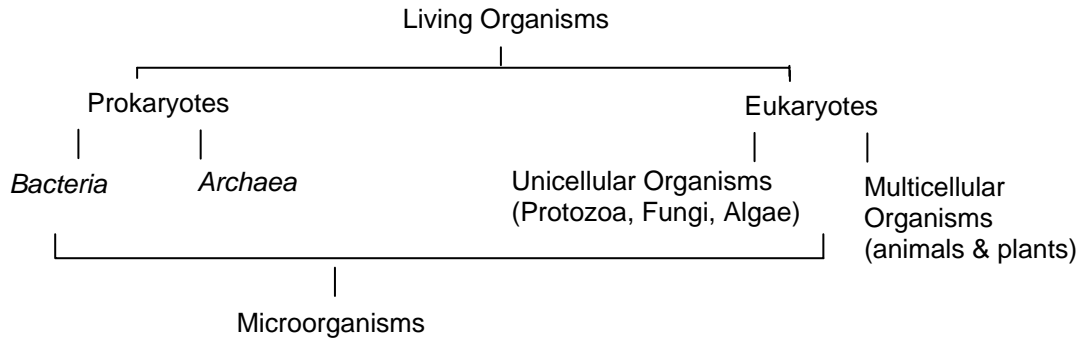 Living Organisms
Prokaryotes
Eukaryotes
Bacteria
Archaea
Unicellular Organisms
(Protozoa, Fungi, Algae)
Multicellular
Organisms
(animals & plants)
Microorganisms